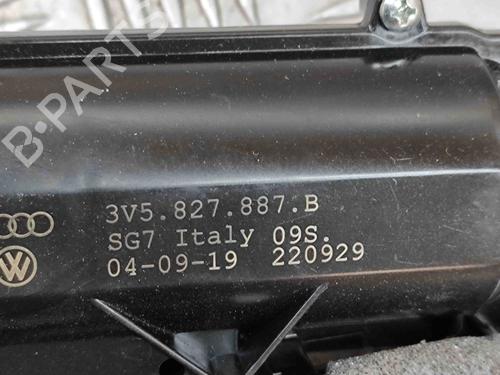 B-PARTS
3V5.827.887.B
SG7 Italy 09S.
04-09-19 220929